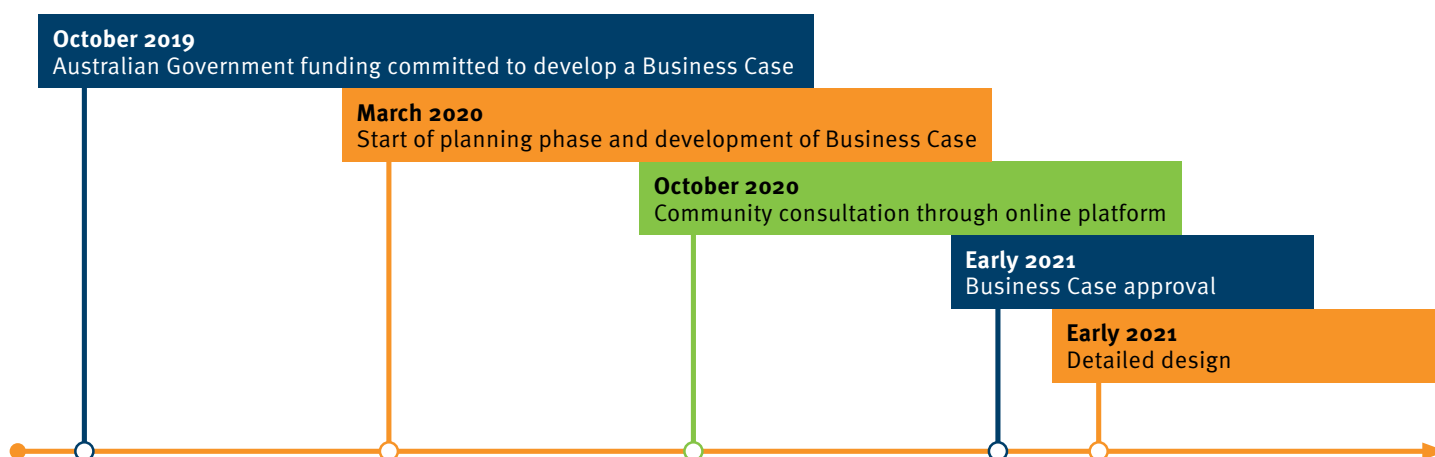 October 2019
Australian Government funding committed to develop a Business Case
March 2020
Start of planning phase and development of Business Case
October 2020
Community consultation through online platform
Early 2021
Business Case approval
Early 2021
Detailed design